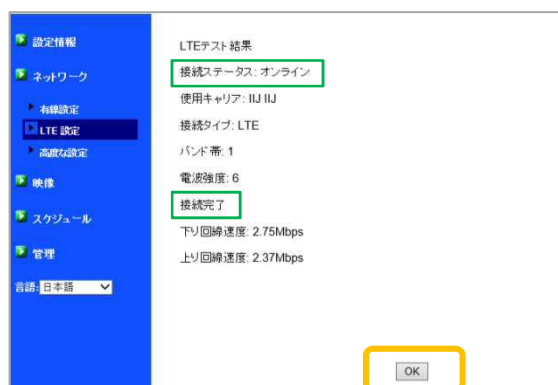 設定情報
ネットワーク
有線設定
LTE 設定
高度な設定
映像
スケジュール
管理
言語: 日本語
LTEテスト結果
接続ステータス: オンライン
使用キャリア: IIJ IIJ
接続タイプ: LTE
バンド帯: 1
電波強度: 6
接続完了
下り回線速度: 2.75Mbps
上り回線速度: 2.37Mbps
OK